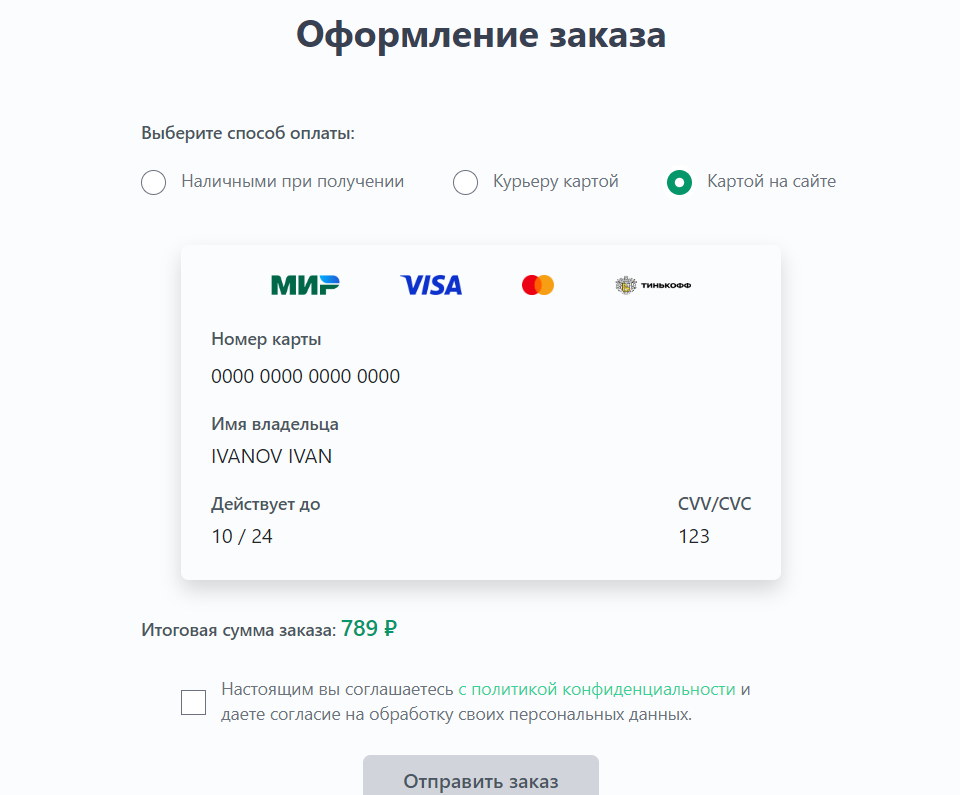 Оформление заказа
Выберите способ оплаты:
Наличными при получении Курьеру картой Картой на сайте
МИР VISA ТИНЬКОФФ
Номер карты
0000 0000 0000 0000
Имя владельца
IVANOV IVAN
Действует до CVV/CVC
10 / 24 123
Итоговая сумма заказа: 789 ₽
Настоящим вы соглашаетесь с политикой конфиденциальности и
даете согласие на обработку своих персональных данных.
Отправить заказ